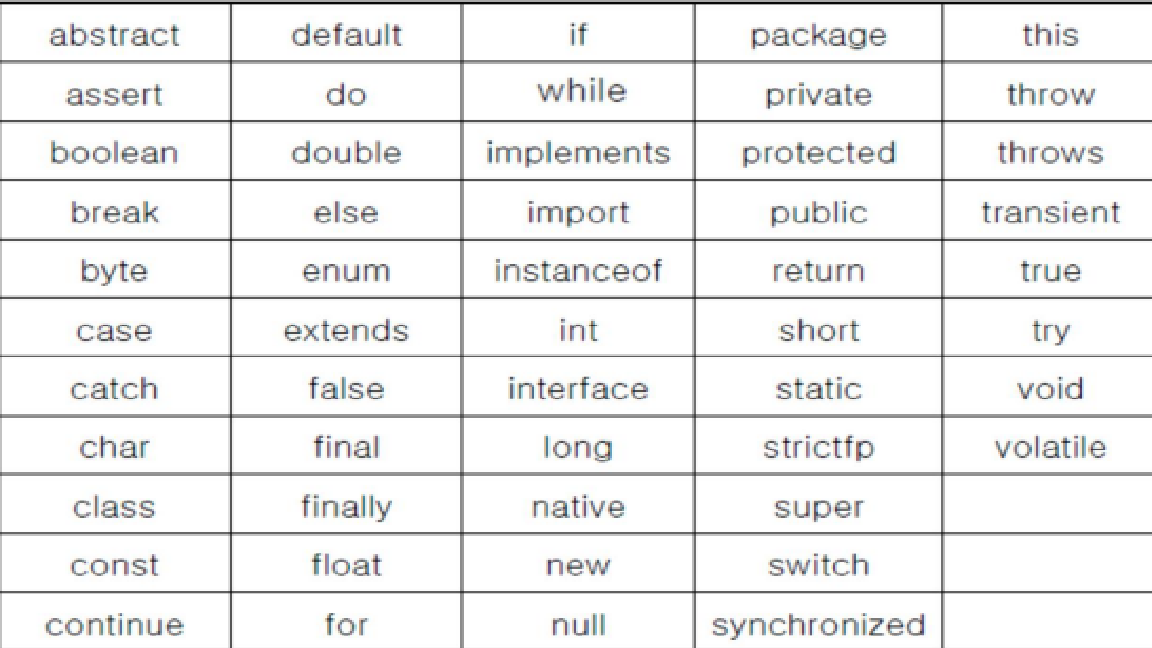 abstract default if package this
assert do while private throw
boolean double implements protected throws
break else import public transient
byte enum instanceof return true
case extends int short try
catch false interface static void
char final long strictfp volatile
class finally native super
const float new switch
continue for null synchronized